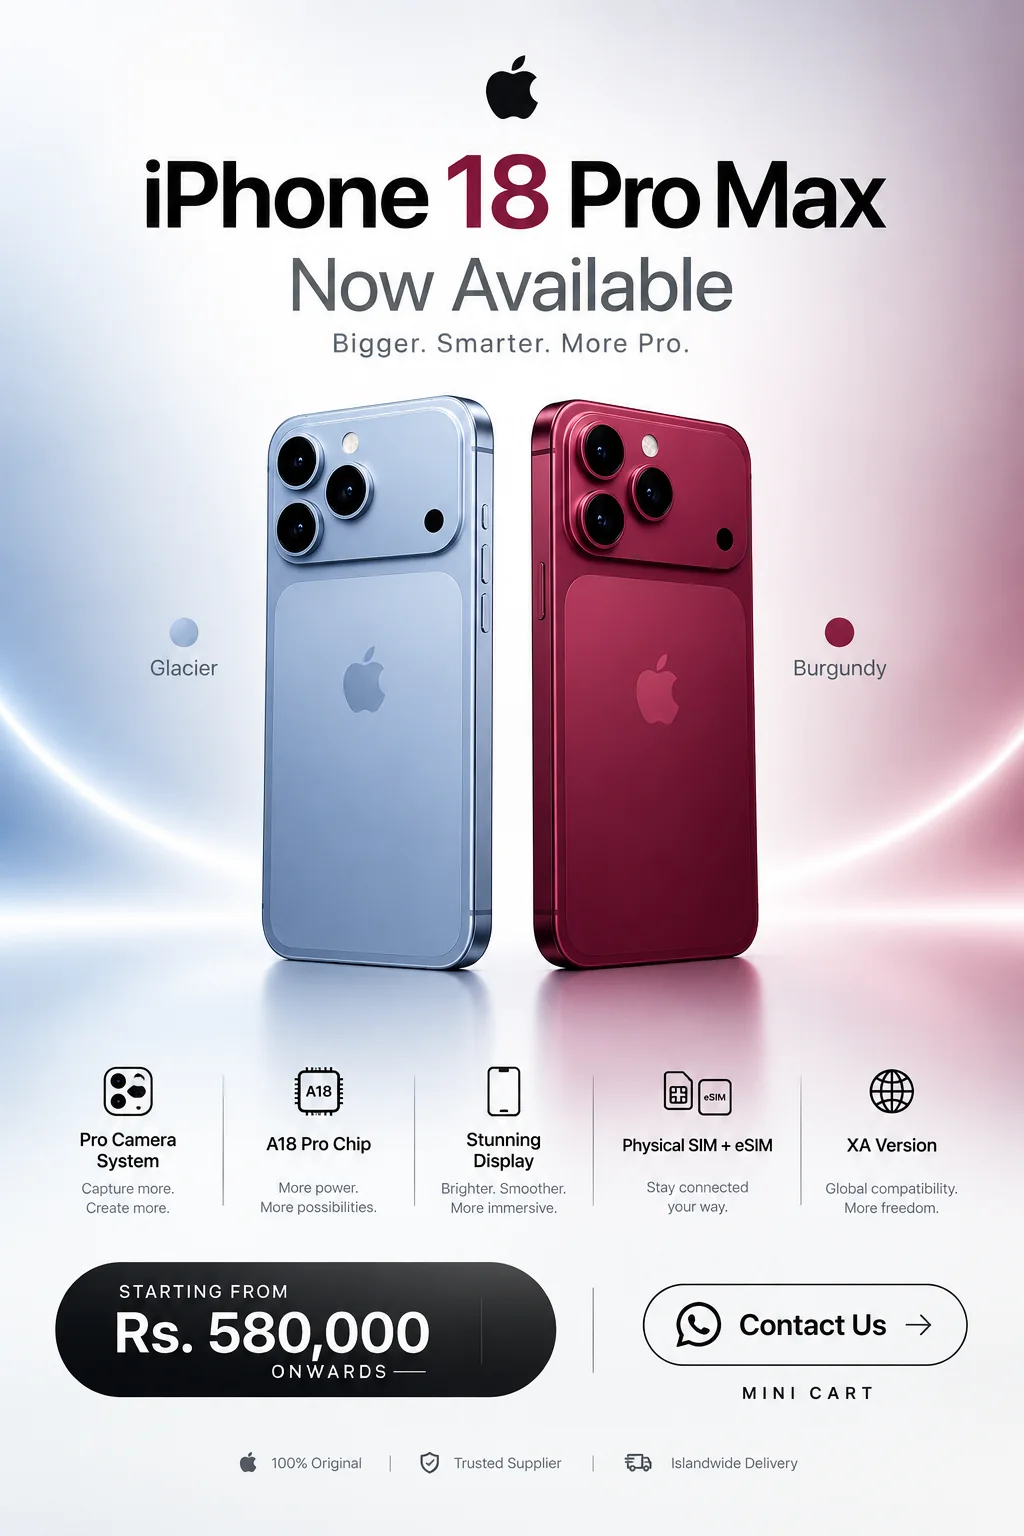 iPhone 18 Pro Max
Now Available
Bigger. Smarter. More Pro.
Glacier
Burgundy
A18
eSIM
Pro Camera
System
Capture more.
Create more.
A18 Pro Chip
More power.
More possibilities.
Stunning
Display
Brighter. Smoother.
More immersive.
Physical SIM + eSIM
Stay connected
your way.
XA Version
Global compatibility.
More freedom.
STARTING FROM
Rs. 580,000
ONWARDS
Contact Us
MINI CART
100% Original
Trusted Supplier
Islandwide Delivery